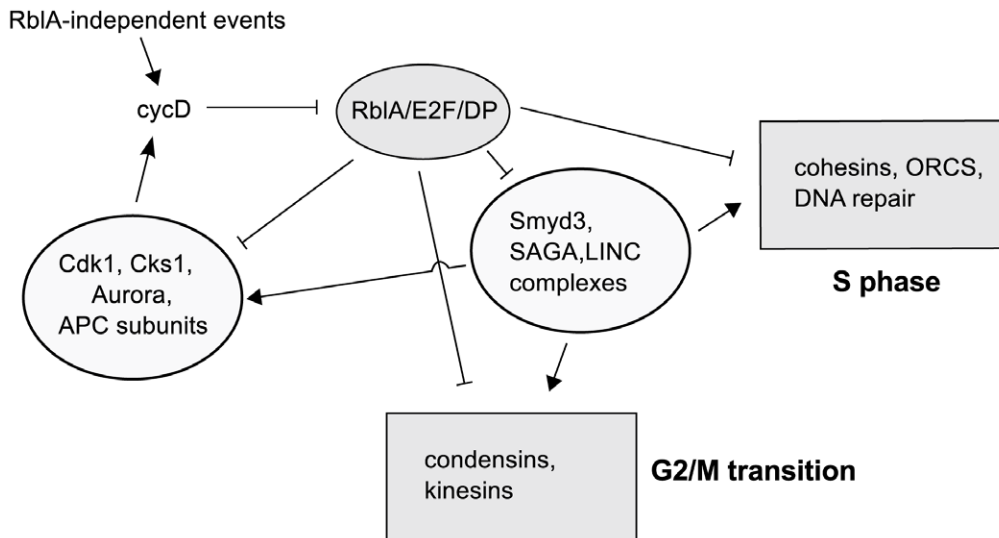 RblA-independent events
cycD
RblA/E2F/DP
cohesins, ORCS,
DNA repair
Smyd3,
SAGA,LINC
complexes
Cdk1, Cks1,
Aurora,
APC subunits
S phase
condensins,
kinesins
G2/M transition